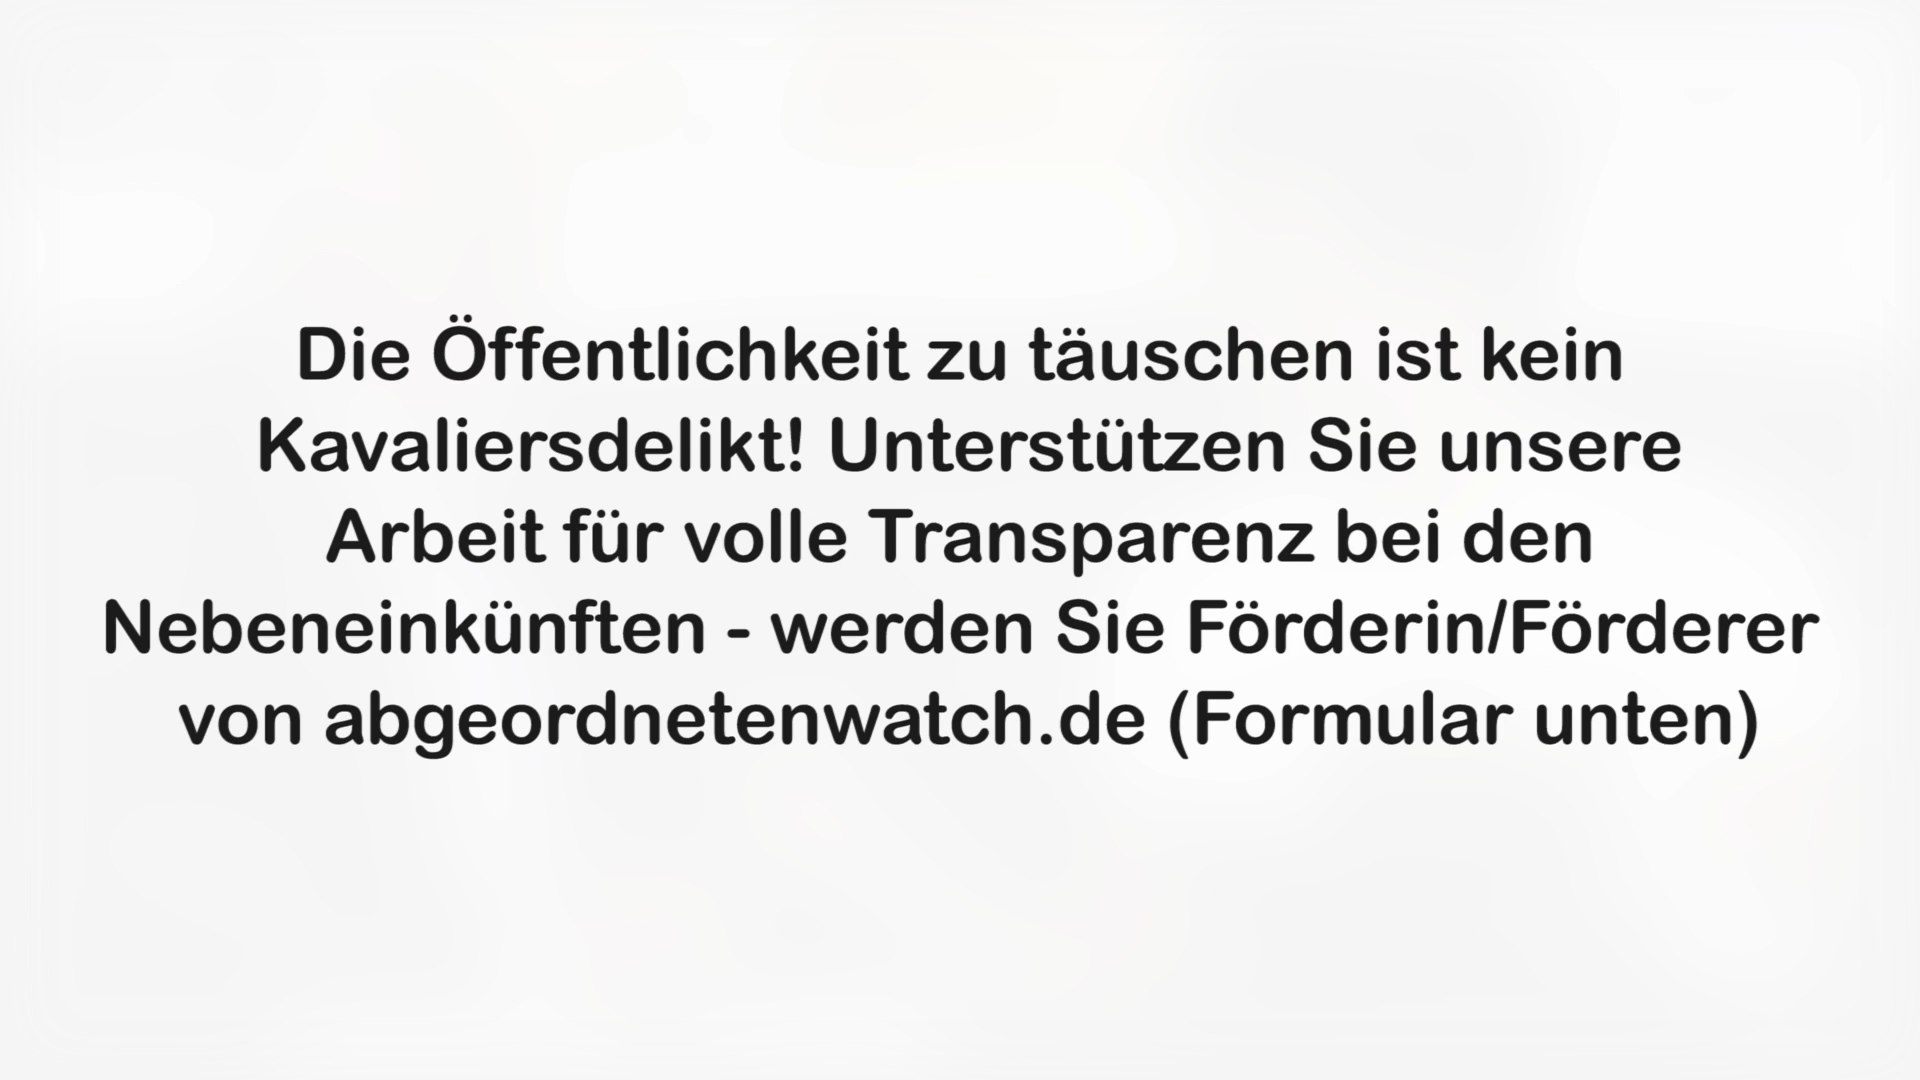 Die Öffentlichkeit zu täuschen ist kein
Kavaliersdelikt! Unterstützen Sie unsere
Arbeit für volle Transparenz bei den
Nebeneinkünften - werden Sie Förderin/Förderer
von abgeordnetenwatch.de (Formular unten)